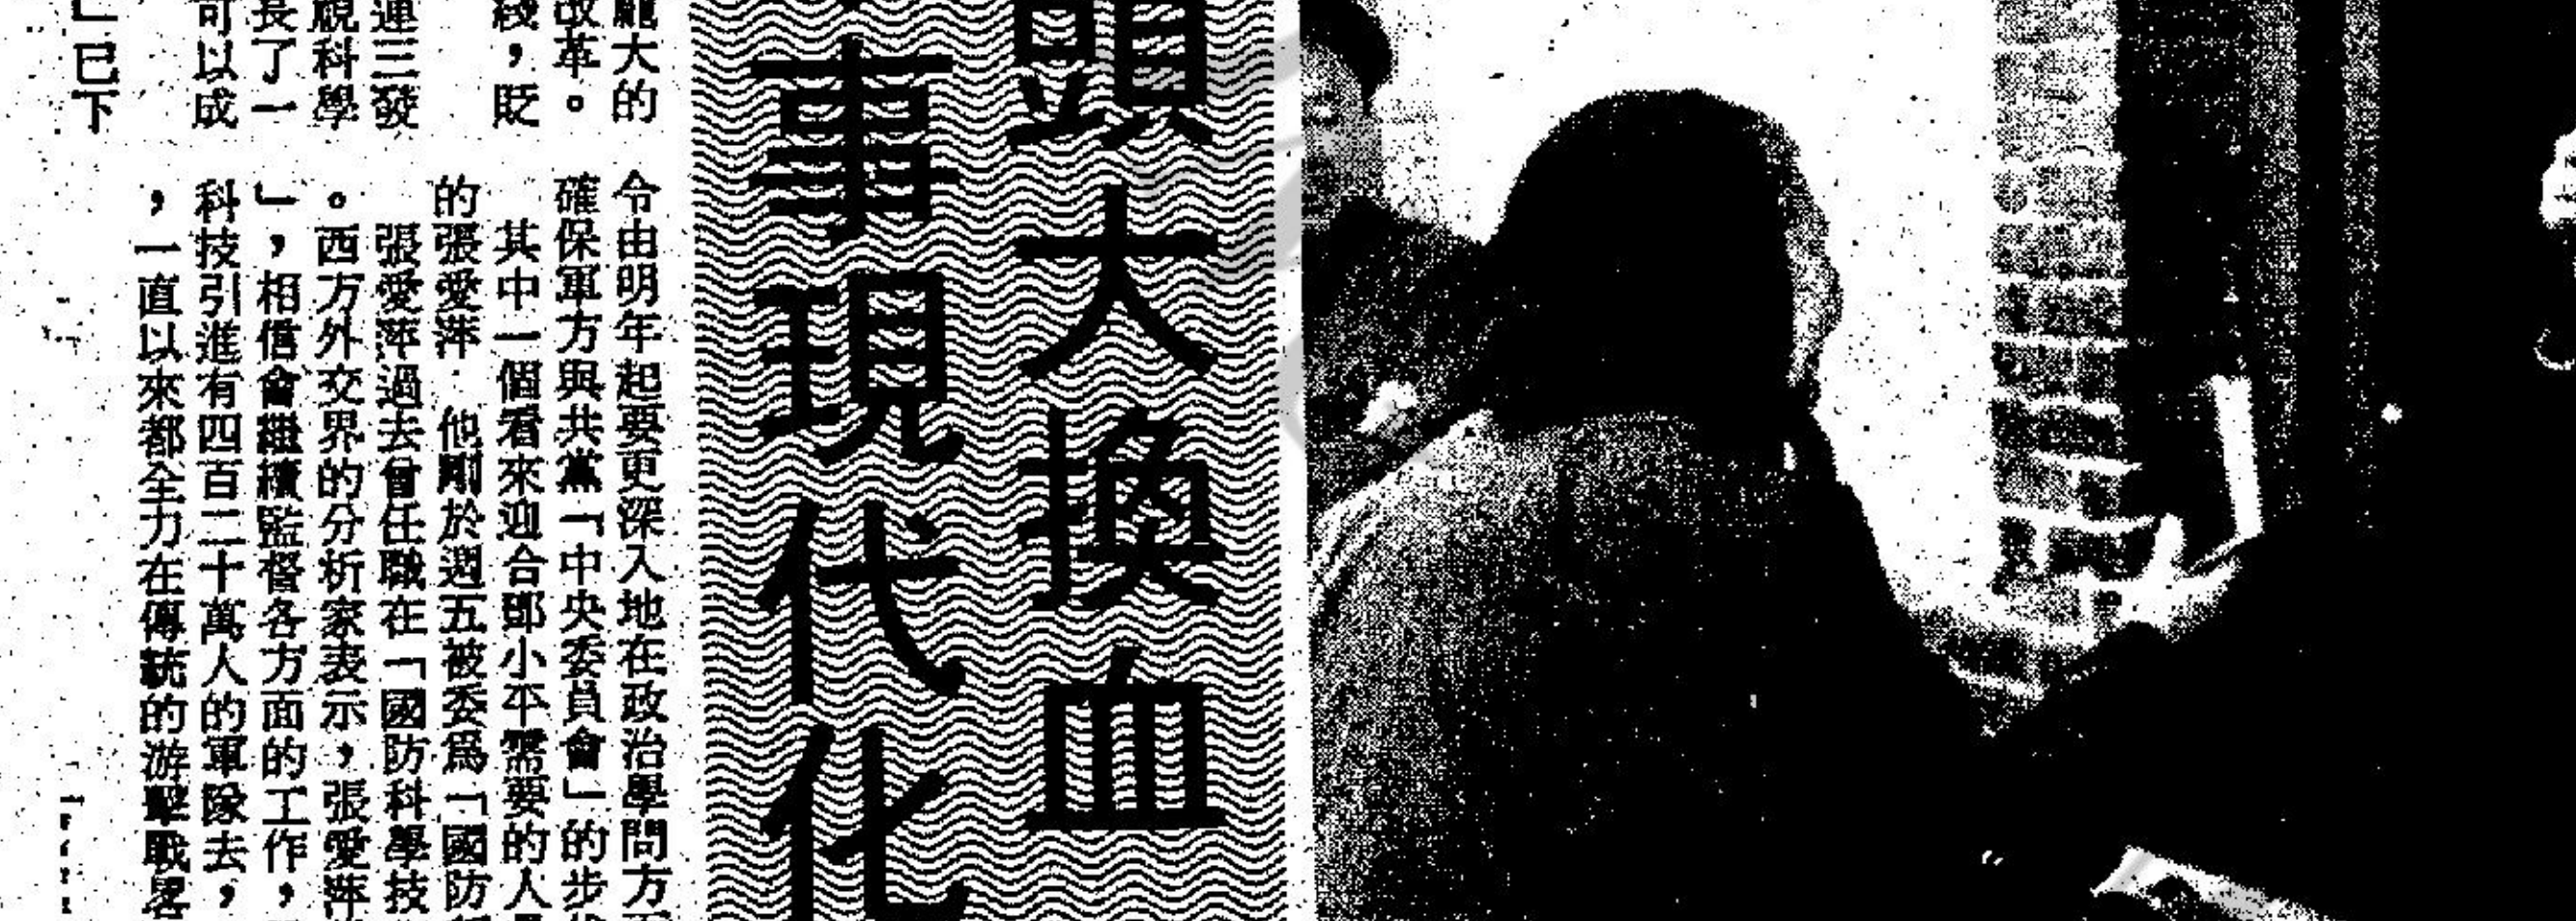 頭大換血
事現代化
大的
改革。
綫,貶
連三發
視科學
長了一
可以成
」已下
令由明年起要更深入地在政治學問方
確保軍方與共黨「中央委員會」的步
其中一個看來迎合鄧小平需要的人
的張愛萍 他剛於週五被委爲「國防
張愛萍過去曾任職在「國防科學技
。西方外交界的分析家表示,張愛萍
」,相信會繼續監督各方面的工作,
科技引進有四百二十萬人的軍隊去,
,一直以來都全力在傳統的游擊戰畧